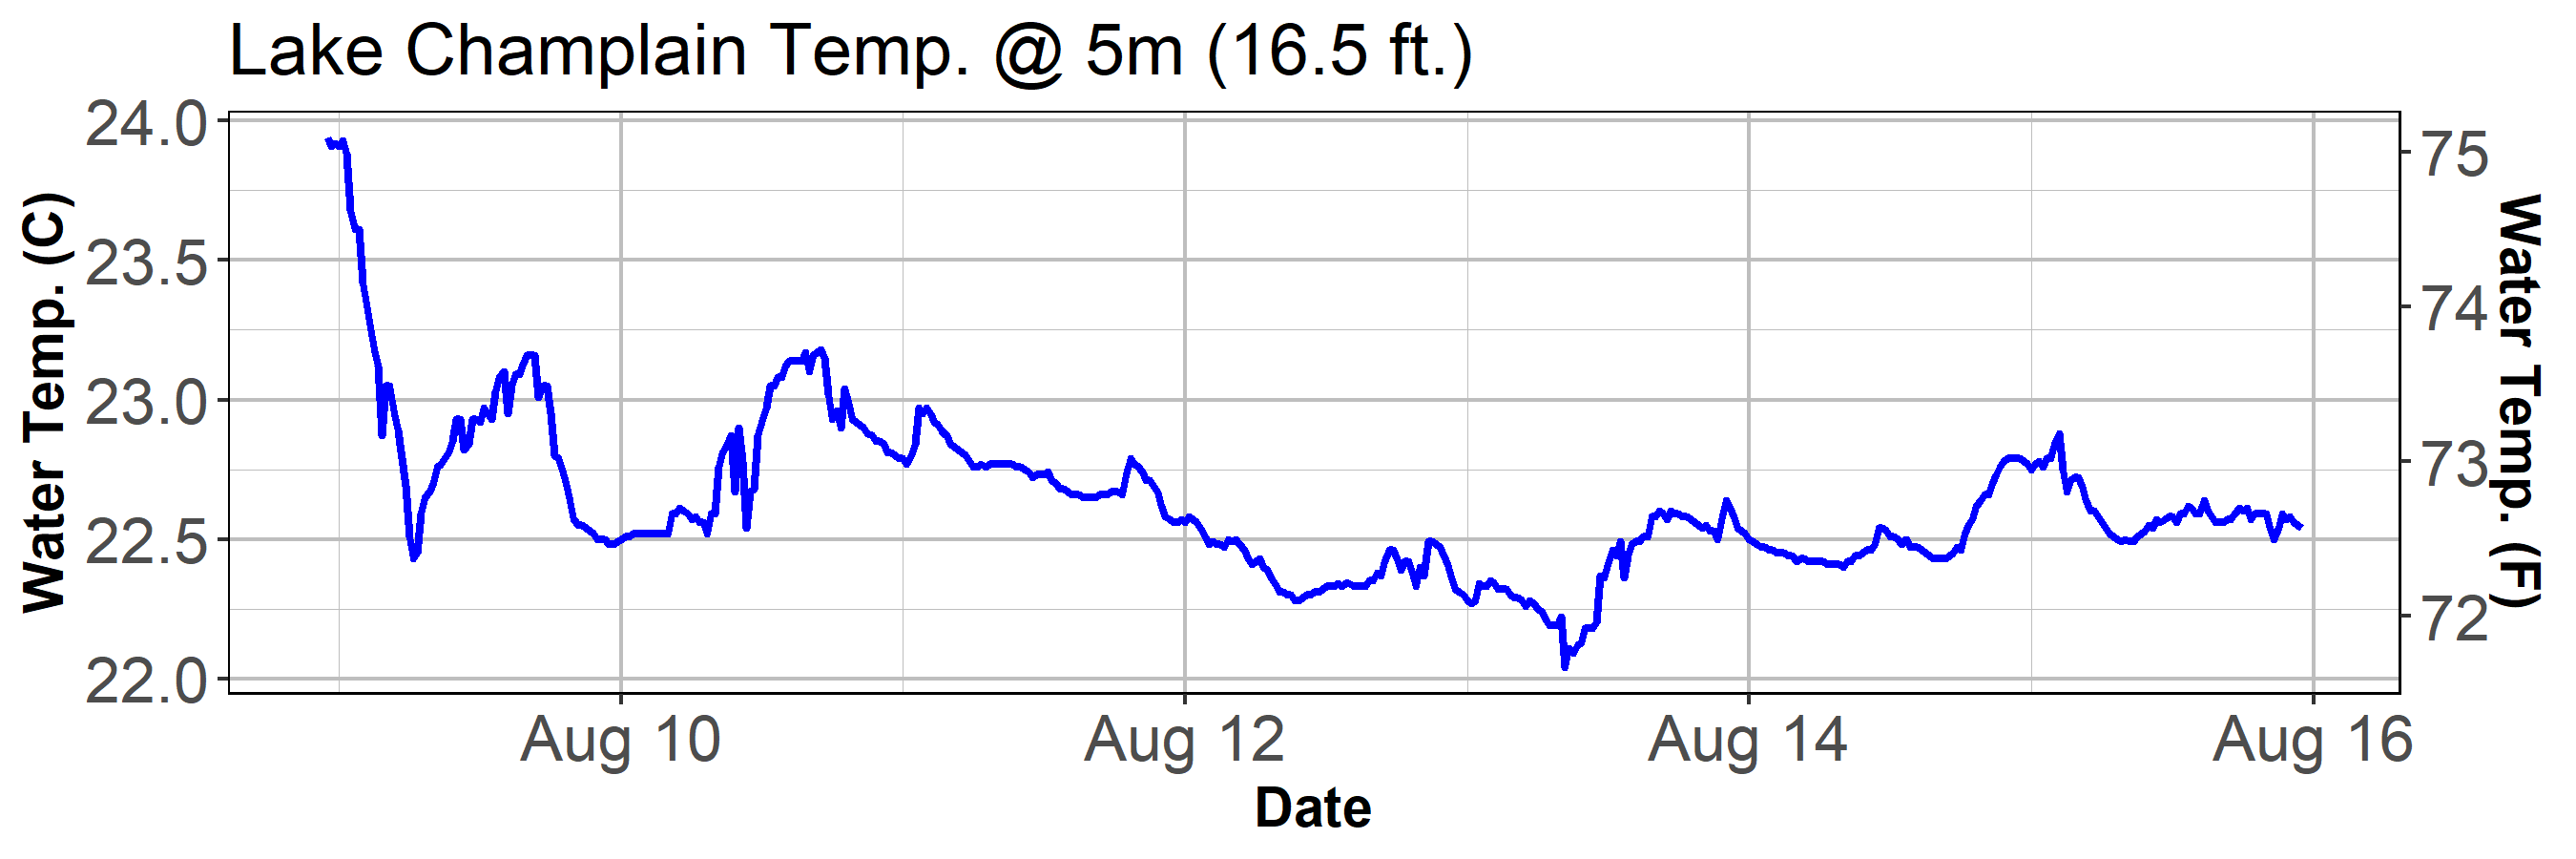 Lake Champlain Temp. @ 5m (16.5 ft.)
Water Temp. (C)
24.0
23.5
23.0
22.5
22.0
75
74
73
72
Water Temp. (F)
Aug 10 Aug 12 Aug 14 Aug 16
Date